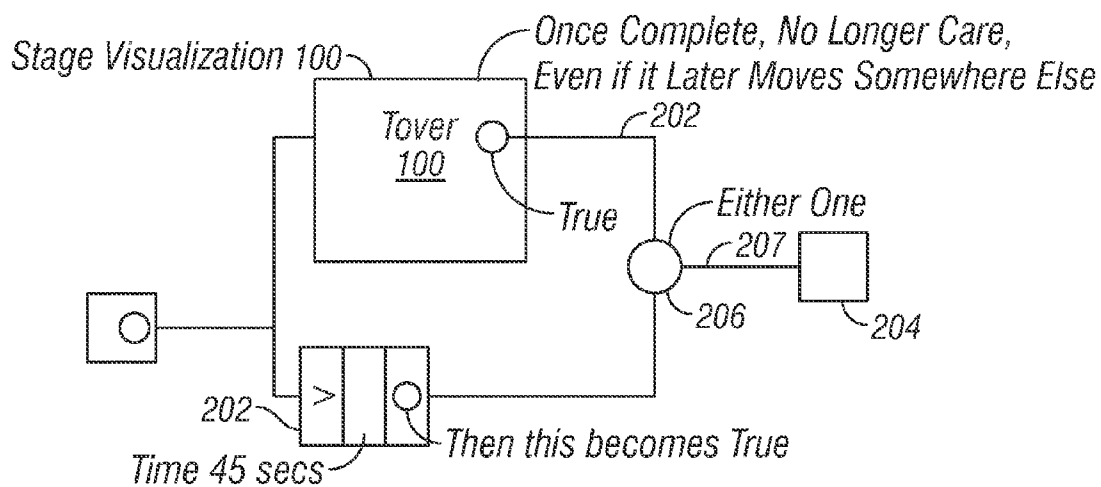 Once Complete, No Longer Care,
Stage Visualization 100
Even if it Later Moves Somewhere Else
202
Tover
100
True
Either One
207
206
204
202
>
Then this becomes True
Time 45 secs